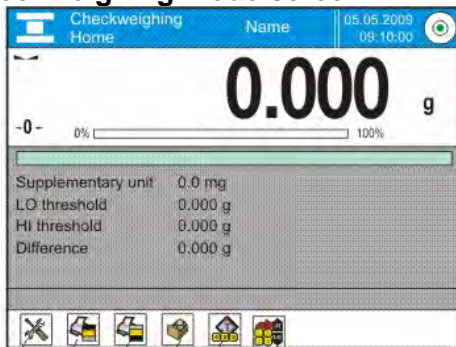 Checkweighing Name 05.05.2009
Home 09:10:00
0.000 g
-0- 0% 100%
Supplementary unit 0.0 mg
LO threshold 0.000 g
HI threshold 0.000 g
Difference 0.000 g